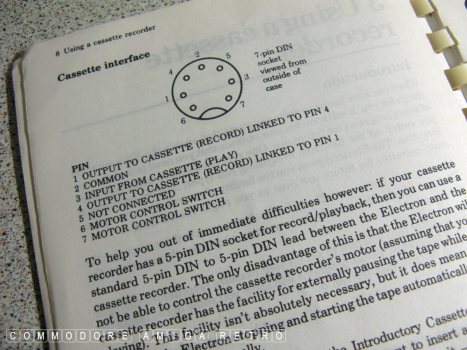 8 Using a cassette recorder
Cassette interface
7-pin DIN
socket
viewed from
outside of
case
2
4
5
1
3
6
7
PIN
1 OUTPUT TO CASSETTE (RECORD) LINKED TO PIN 4
2 COMMON
3 INPUT FROM CASSETTE (PLAY)
4 OUTPUT TO CASSETTE (RECORD) LINKED TO PIN 1
5 NOT CONNECTED
6 MOTOR CONTROL SWITCH
7 MOTOR CONTROL SWITCH
To help you out of immediate difficulties however: if your cassette
recorder has a 5-pin DIN socket for record/playback, then you can use a
standard 5-pin DIN to 5-pin DIN lead between the Electron and the
cassette recorder. The only disadvantage of this is that the Electron will
not be able to control the cassette recorder's motor (assuming that yo
cassette recorder has the facility for externally pausing the tape while
This facility isn't absolutely necessary, but it does mean
Electron stopping and starting the tape automaticall
the Introductory Cassette
want to insert
COMMODORE AMIGA RETRO